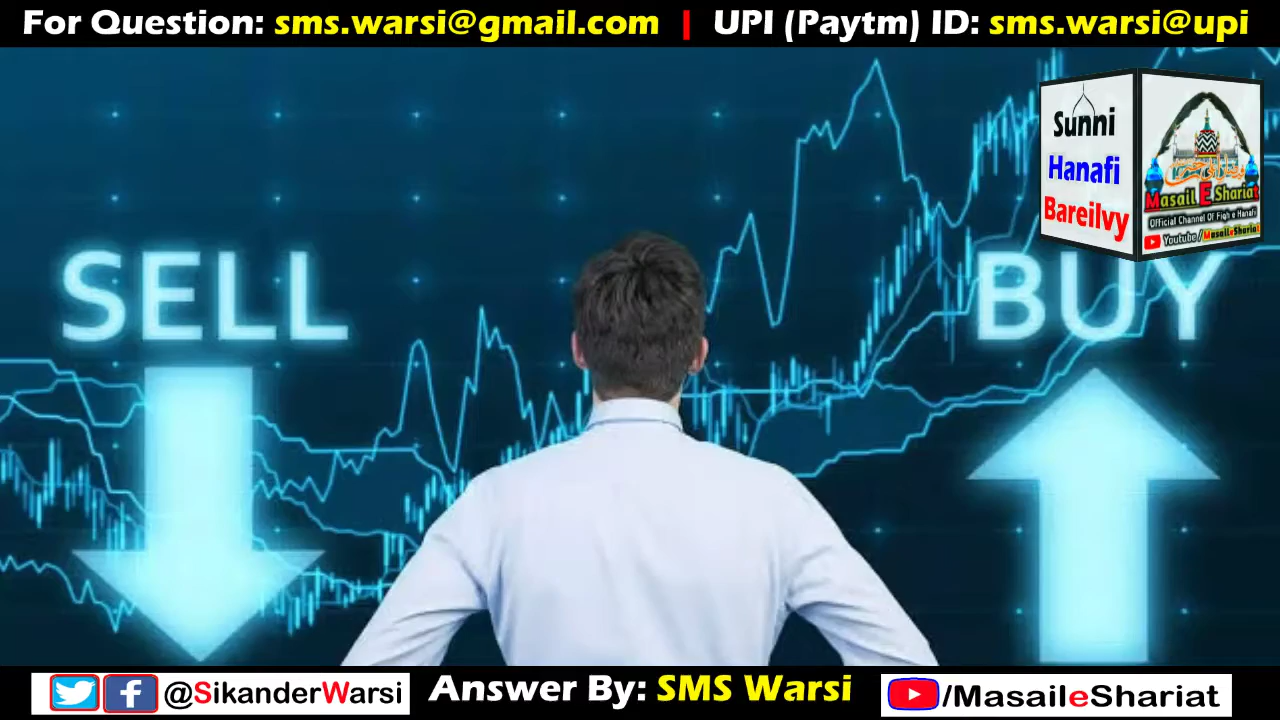 For Question: sms.warsi@gmail.com | UPI (Paytm) ID: sms.warsi@upi
Sunni
Hanafi
Bareilvy
Masail E Shariat
Official Channel Of Fiqh e Hanafi
Youtube/MasaileShariat
SELL
BUY
@SikanderWarsi
Answer By: SMS Warsi
/MasaileShariat